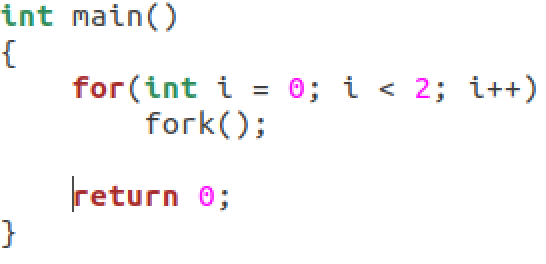 int main()
{
    for(int i = 0; i < 2; i++)
        fork();

    return 0;
}